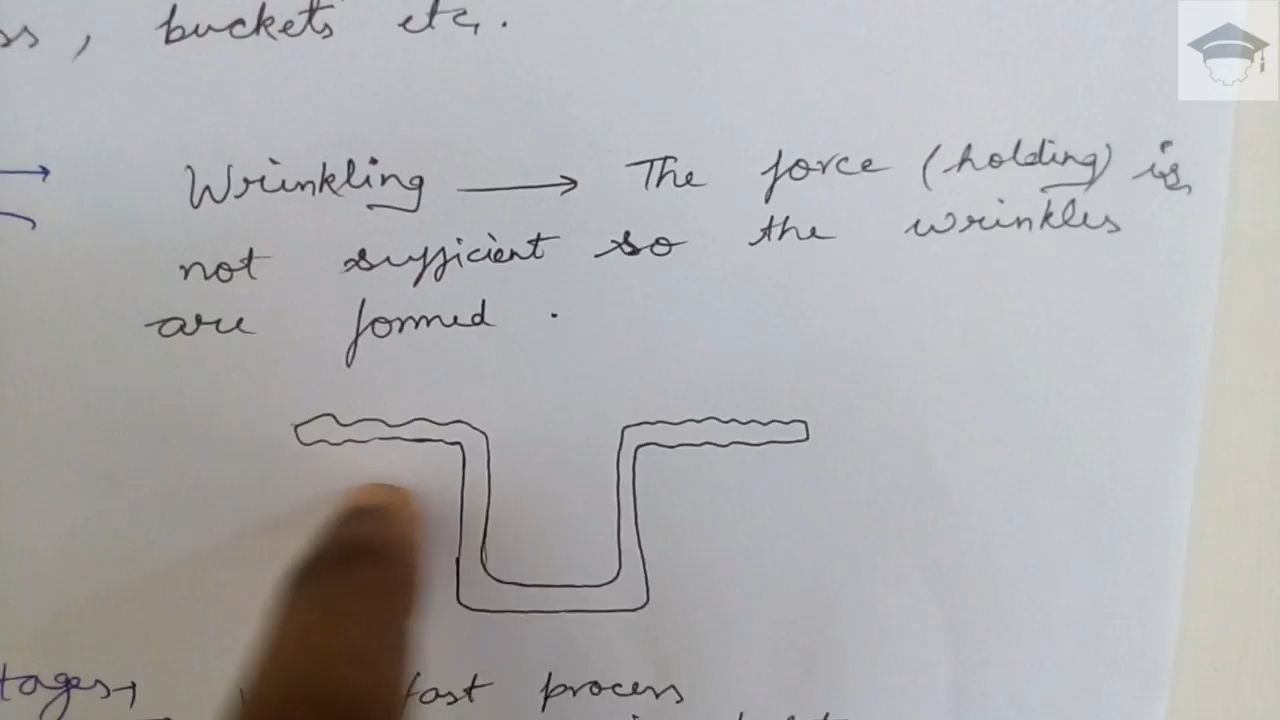 , buckets etc.
→ Wrinkling → The force (holding) is
not sufficient so the wrinkles
are formed .
fast process